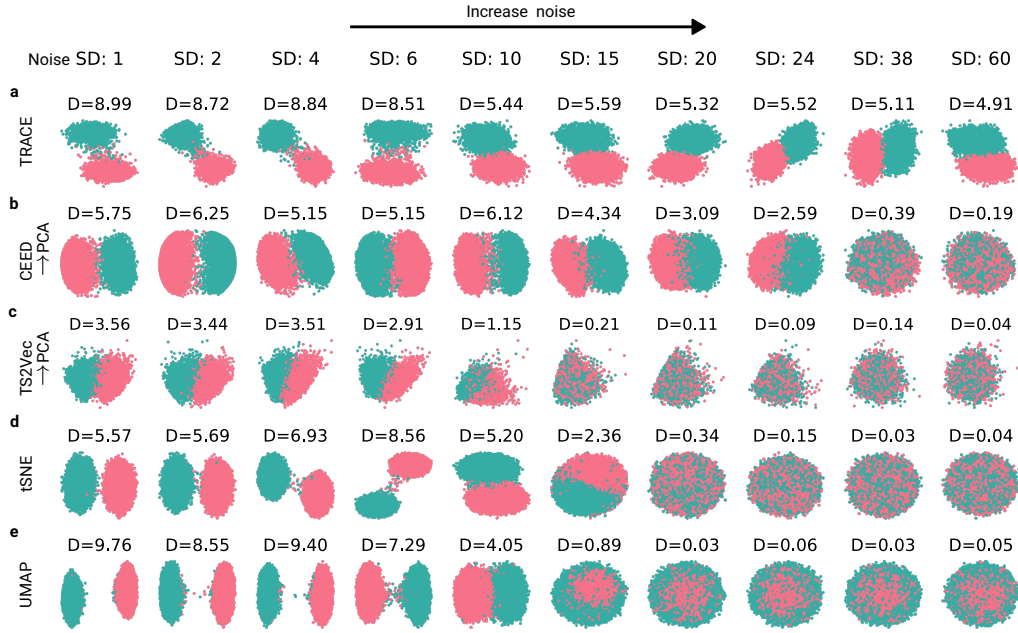 Increase noise
Noise SD: 1 SD: 2 SD: 4 SD: 6 SD: 10 SD: 15 SD: 20 SD: 24 SD: 38 SD: 60
a
TRACE
D=8.99 D=8.72 D=8.84 D=8.51 D=5.44 D=5.59 D=5.32 D=5.52 D=5.11 D=4.91
b
CEED
→PCA
D=5.75 D=6.25 D=5.15 D=5.15 D=6.12 D=4.34 D=3.09 D=2.59 D=0.39 D=0.19
c
TS2Vec
→PCA
D=3.56 D=3.44 D=3.51 D=2.91 D=1.15 D=0.21 D=0.11 D=0.09 D=0.14 D=0.04
d
tSNE
D=5.57 D=5.69 D=6.93 D=8.56 D=5.20 D=2.36 D=0.34 D=0.15 D=0.03 D=0.04
e
UMAP
D=9.76 D=8.55 D=9.40 D=7.29 D=4.05 D=0.89 D=0.03 D=0.06 D=0.03 D=0.05